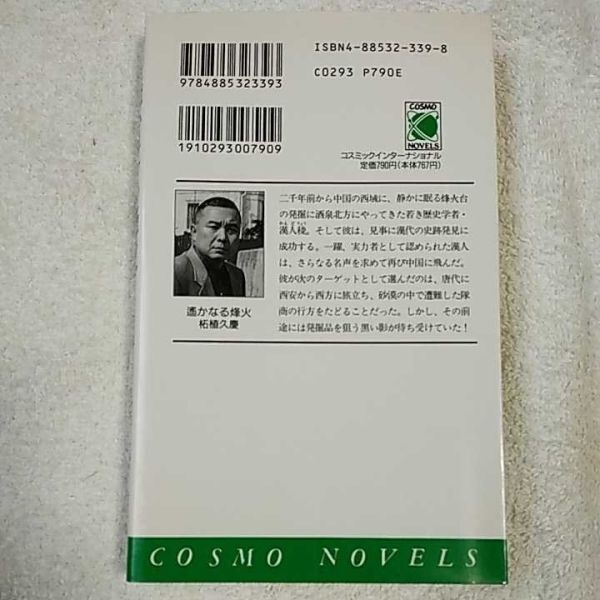 ISBN4-88532-339-8
C0293 P790E
9784885323393
1910293007909
COSMO
NOVELS
コスミックインターナショナル
定価790円(本体767円)
二千年前から中国の西域に、静かに眠る烽火台
の発掘に酒泉北方にやってきた若き歴史学者・
漢人稜。そして彼は、見事に漢代の史跡発見に
成功する。一躍、実力者として認められた漢人
は、さらなる名声を求めて再び中国に飛んだ。
彼が次のターゲットとして選んだのは、唐代に
西安から西方に旅立ち、砂漠の中で遭難した隊
商の行方をたどることだった。しかし、その前
途には発掘品を狙う黒い影が待ち受けていた!
遙かなる烽火
柘植久慶
COSMO NOVELS